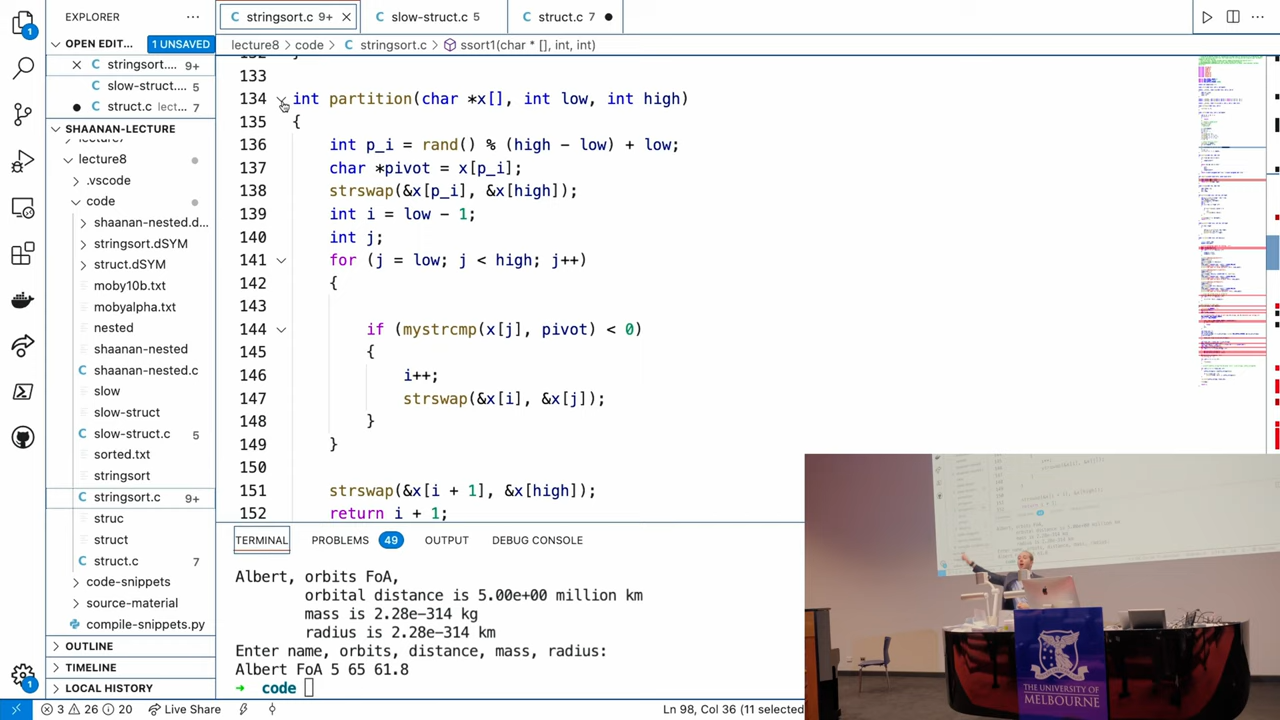 EXPLORER
stringsort.c 9+
slow-struct.c 5
struct.c 7
OPEN EDIT... 1 UNSAVED
lecture8 > code > stringsort.c > ssort1(char * [], int, int)
stringsort.... 9+
slow-struct.... 5
struct.c lect... 7
SHAANAN-LECTURE
lecture8
.vscode
code
shaanan-nested.d...
stringsort.dSYM
struct.dSYM
nested
shaanan-nested
shaanan-nested.c
slow
slow-struct
slow-struct.c 5
sorted.txt
stringsort
stringsort.c 9+
struc
struct
struct.c 7
code-snippets
source-material
compile-snippets.py
OUTLINE
TIMELINE
LOCAL HISTORY
133
134 int partition(char *x[], int low, int high)
135 {
136 int p_i = rand() % (high - low) + low;
137
138 strswap(&x[p_i], &x[high]);
139 int i = low - 1;
140 int j;
141 for (j = low; j < high; j++)
142 {
143
144 if (mystrcmp(x[j], pivot) < 0)
145 {
146 i++;
147 strswap(&x[i], &x[j]);
148 }
149 }
150
151 strswap(&x[i + 1], &x[high]);
152 return i + 1;
TERMINAL PROBLEMS 49 OUTPUT DEBUG CONSOLE
Albert, orbits FoA,
orbital distance is 5.00e+00 million km
mass is 2.28e-314 kg
radius is 2.28e-314 km
Enter name, orbits, distance, mass, radius:
Albert FoA 5 65 61.8
→ code
THE UNIVERSITY OF
MELBOURNE
1
1
3 26 20 Live Share
Ln 98, Col 36 (11 selected)